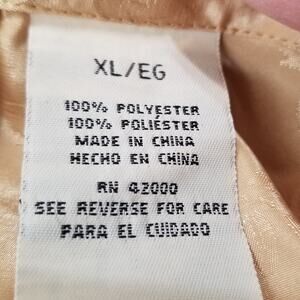 XL/EG
100% POLYESTER
100% POLIÉSTER
MADE IN CHINA
HECHO EN CHINA
RN 42000
SEE REVERSE FOR CARE
PARA EL CUIDADO